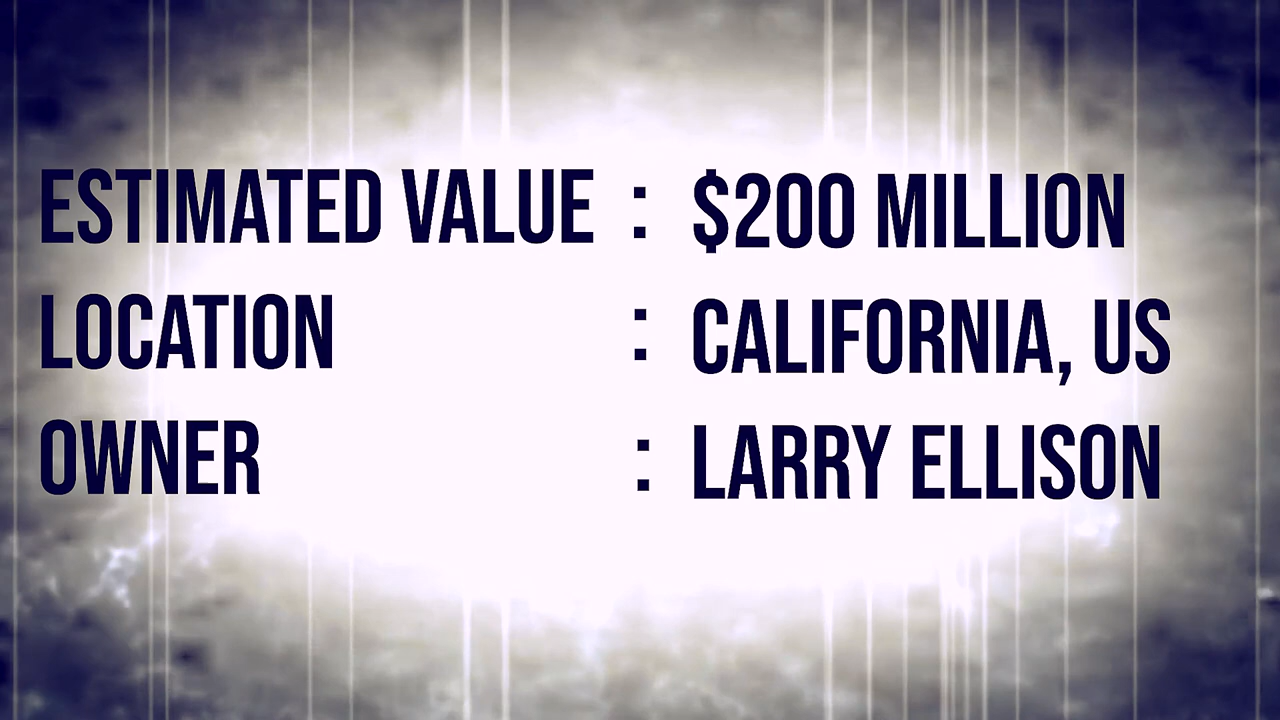 ESTIMATED VALUE : $200 MILLION
LOCATION : CALIFORNIA, US
OWNER : LARRY ELLISON